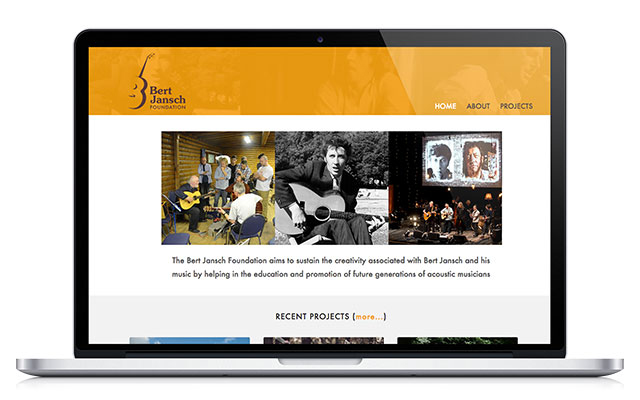 Bert
Jansch
FOUNDATION
HOME ABOUT PROJECTS
The Bert Jansch Foundation aims to sustain the creativity associated with Bert Jansch and his
music by helping in the education and promotion of future generations of acoustic musicians
RECENT PROJECTS (more...)